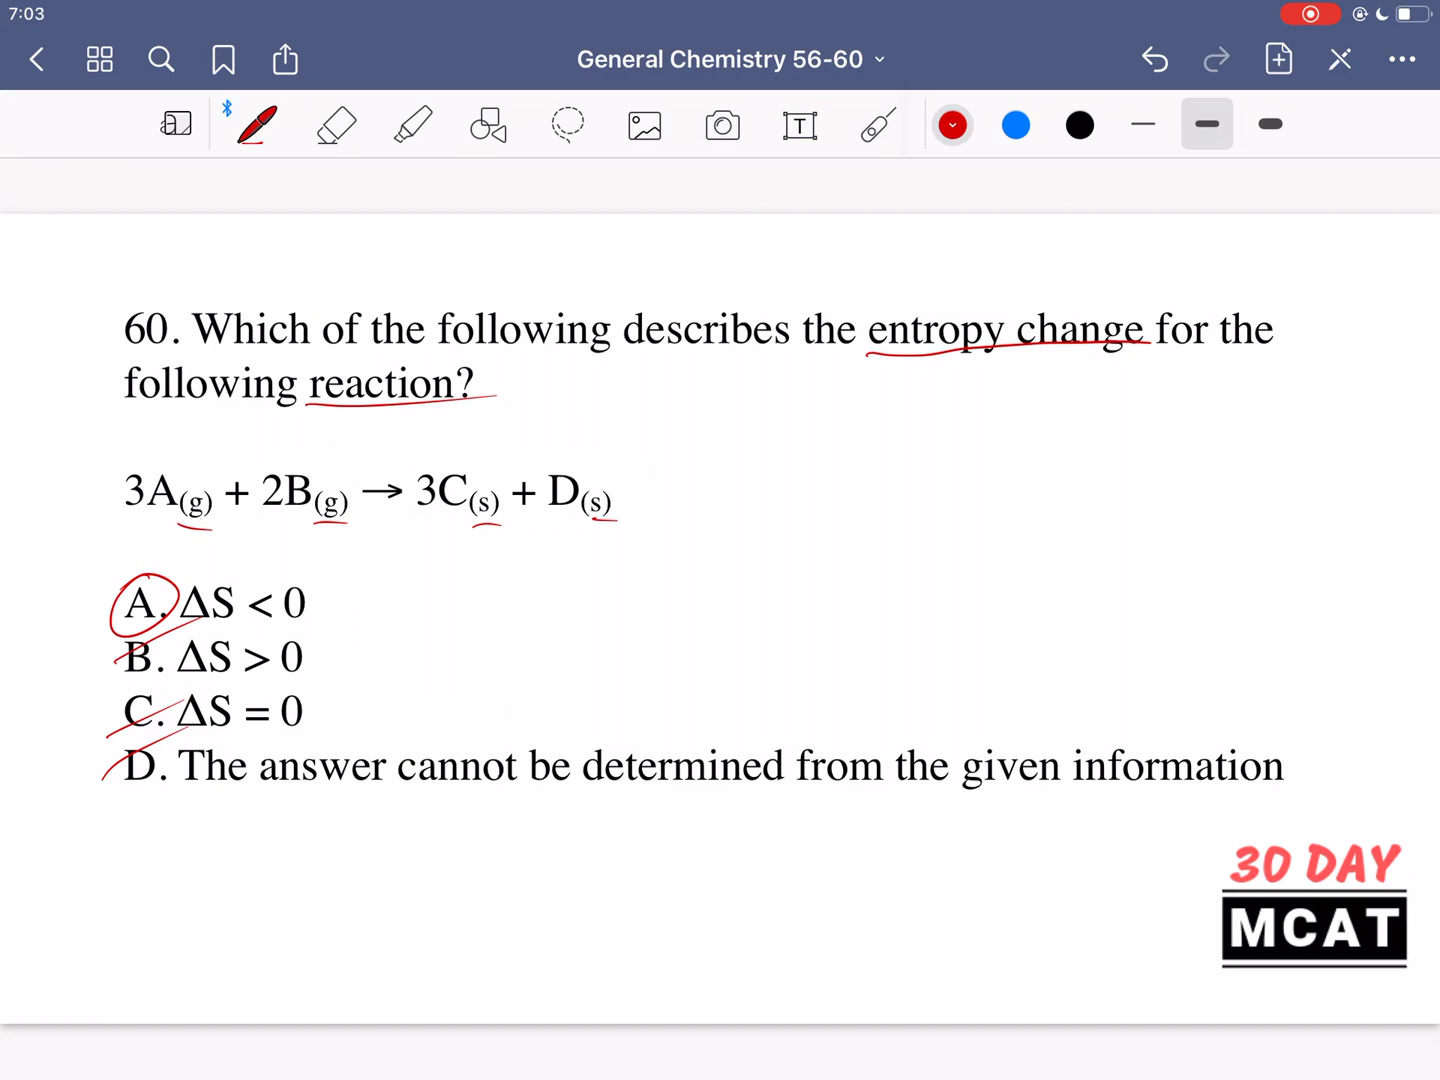 7:03
General Chemistry 56-60
T
60. Which of the following describes the entropy change for the
following reaction?
3A(g) + 2B(g) → 3C(s) + D(s)
A. ΔS < 0
B. ΔS > 0
C. ΔS = 0
D. The answer cannot be determined from the given information
30 DAY
MCAT